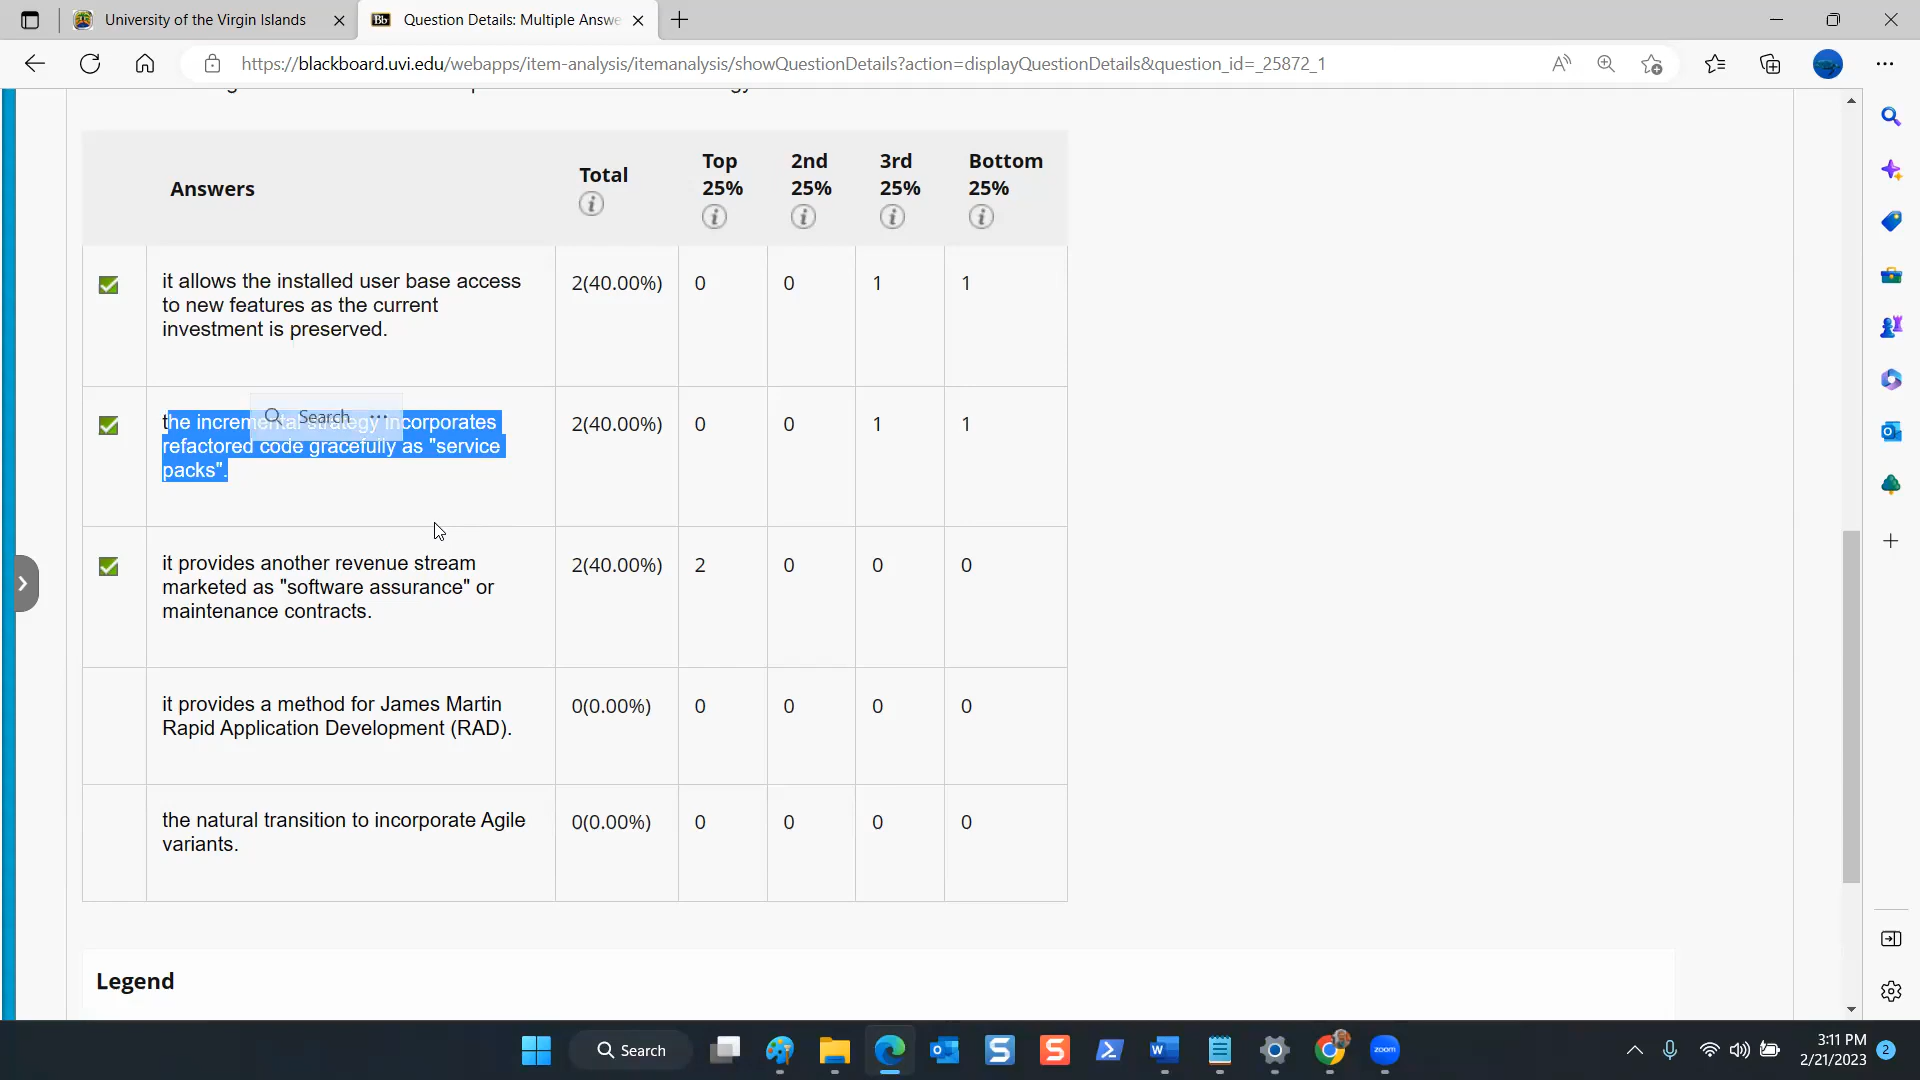 University of the Virgin Islands
Question Details: Multiple Answe
https://blackboard.uvi.edu/webapps/item-analysis/itemanalysis/showQuestionDetails?action=displayQuestionDetails&question_id=_25872_1
Answers
Total
Top 25%
2nd 25%
3rd 25%
Bottom 25%
it allows the installed user base access
to new features as the current
investment is preserved.
2(40.00%) 0 0 1 1
the incremental strategy incorporates
refactored code gracefully as "service
packs".
Search
2(40.00%) 0 0 1 1
it provides another revenue stream
marketed as "software assurance" or
maintenance contracts.
2(40.00%) 2 0 0 0
it provides a method for James Martin
Rapid Application Development (RAD).
0(0.00%) 0 0 0 0
the natural transition to incorporate Agile
variants.
0(0.00%) 0 0 0 0
Legend
Search
zoom
3:11 PM
2/21/2023
2